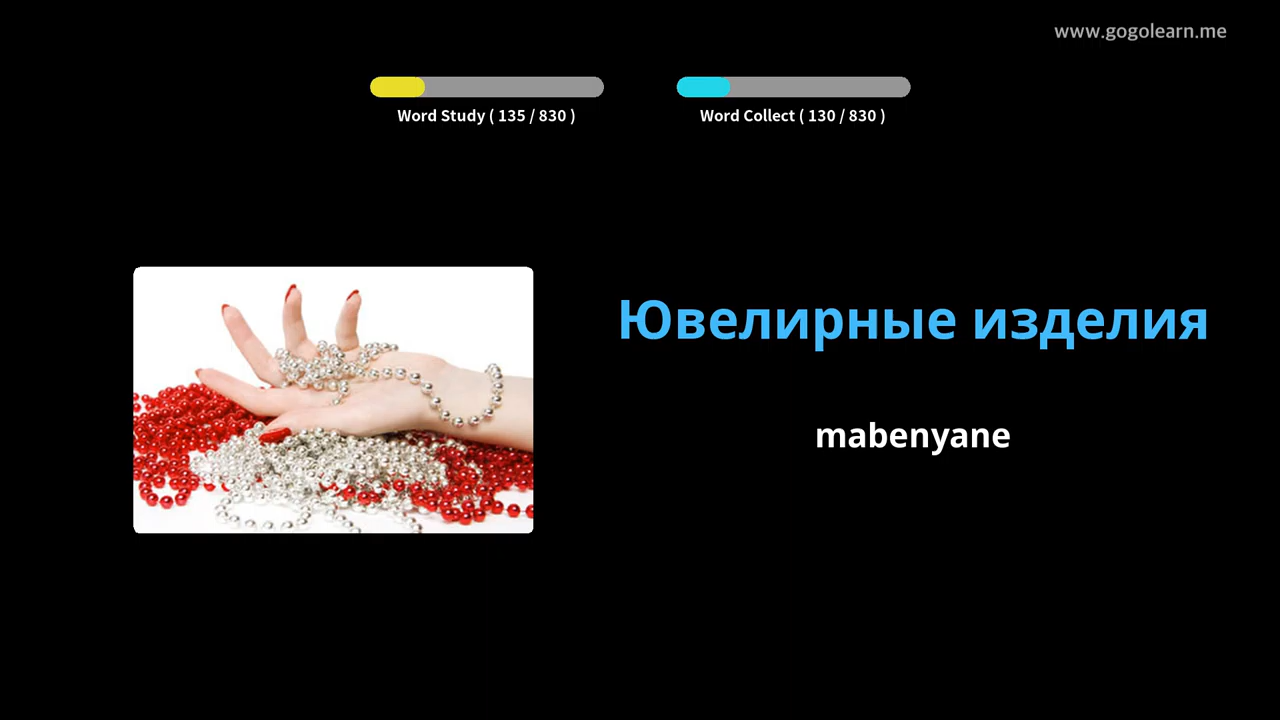 www.gogolearn.me
Word Study ( 135 / 830 )
Word Collect ( 130 / 830 )
Ювелирные изделия
mabenyane